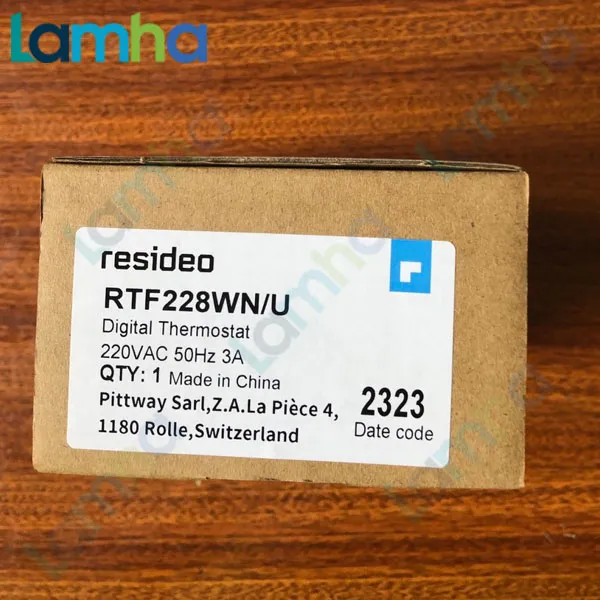 Lamha
resideo
RTF228WN/U
Digital Thermostat
220VAC 50Hz 3A
QTY: 1 Made in China
Pittway Sarl,Z.A.La Pièce 4,
1180 Rolle,Switzerland
2323
Date code